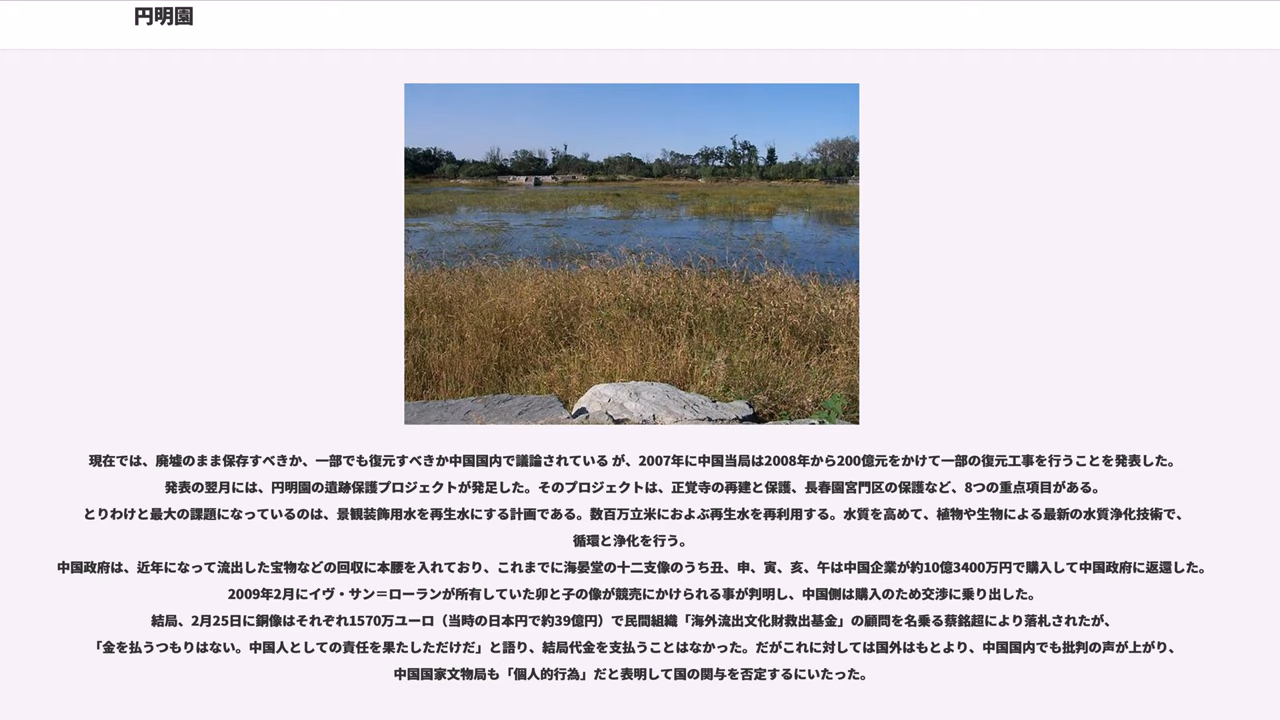 円明園
現在では、廃墟のまま保存すべきか、一部でも復元すべきか中国国内で議論されている が、2007年に中国当局は2008年から200億元をかけて一部の復元工事を行うことを発表した。
発表の翌月には、円明園の遺跡保護プロジェクトが発足した。そのプロジェクトは、正覚寺の再建と保護、長春園宮門区の保護など、8つの重点項目がある。
とりわけと最大の課題になっているのは、景観装飾用水を再生水にする計画である。数百万立米におよぶ再生水を再利用する。水質を高めて、植物や生物による最新の水質浄化技術で、
循環と浄化を行う。
中国政府は、近年になって流出した宝物などの回収に本腰を入れており、これまでに海晏堂の十二支像のうち丑、申、寅、亥、午は中国企業が約10億3400万円で購入して中国政府に返還した。
2009年2月にイヴ・サン＝ローランが所有していた卯と子の像が競売にかけられる事が判明し、中国側は購入のため交渉に乗り出した。
結局、2月25日に銅像はそれぞれ1570万ユーロ（当時の日本円で約39億円）で民間組織「海外流出文化財救出基金」の顧問を名乗る蔡銘超により落札されたが、
「金を払うつもりはない。中国人としての責任を果たしただけだ」と語り、結局代金を支払うことはなかった。だがこれに対しては国外はもとより、中国国内でも批判の声が上がり、
中国国家文物局も「個人的行為」だと表明して国の関与を否定するにいたった。